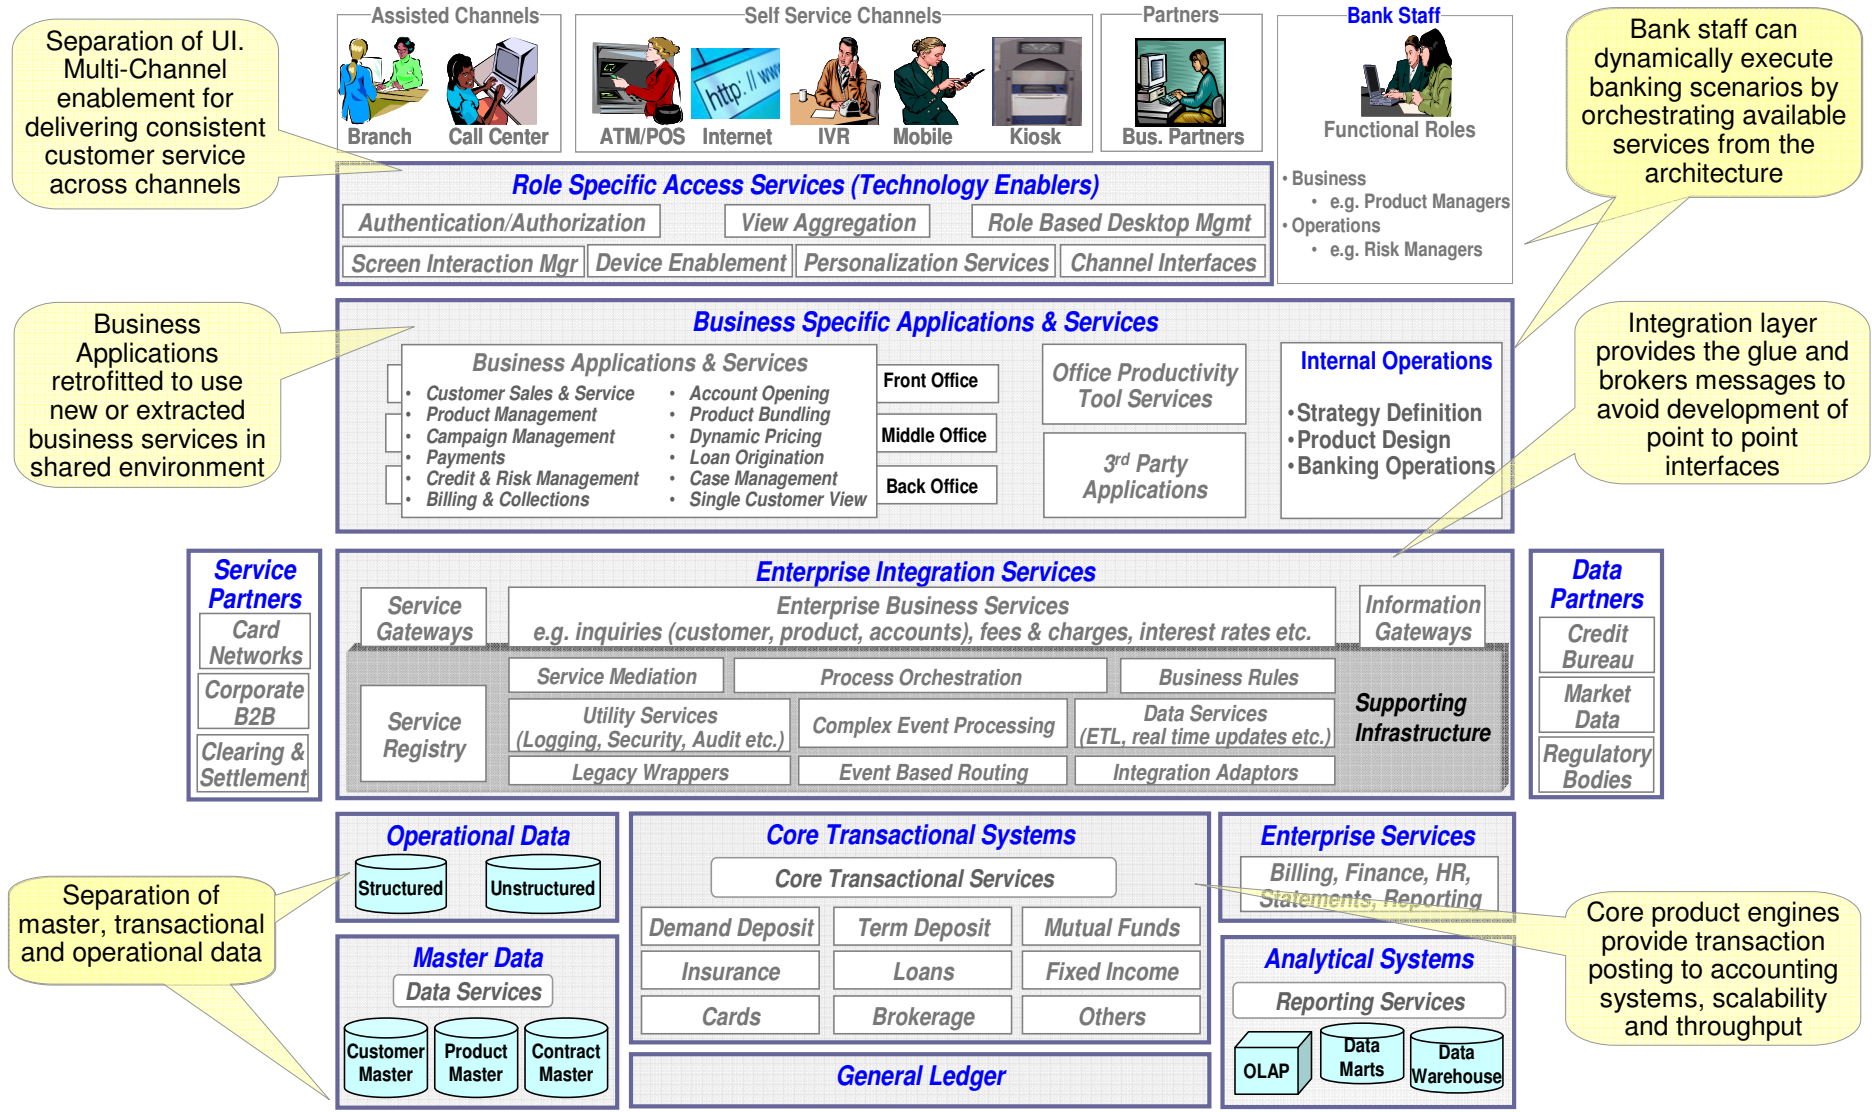 Assisted Channels
Self Service Channels
Partners
Bank Staff
Separation of UI.
Multi-Channel
enablement for
delivering consistent
customer service
across channels
http://www
Branch
Call Center
ATM/POS
Internet
IVR
Mobile
Kiosk
Bus. Partners
Functional Roles
• Business
• e.g. Product Managers
• Operations
• e.g. Risk Managers
Bank staff can
dynamically execute
banking scenarios by
orchestrating available
services from the
architecture
Role Specific Access Services (Technology Enablers)
Authentication/Authorization
View Aggregation
Role Based Desktop Mgmt
Screen Interaction Mgr
Device Enablement
Personalization Services
Channel Interfaces
Business
Applications
retrofitted to use
new or extracted
business services in
shared environment
Business Specific Applications & Services
Business Applications & Services
• Customer Sales & Service
• Product Management
• Campaign Management
• Payments
• Credit & Risk Management
• Billing & Collections
• Account Opening
• Product Bundling
• Dynamic Pricing
• Loan Origination
• Case Management
• Single Customer View
Front Office
Middle Office
Back Office
Office Productivity
Tool Services
3rd Party
Applications
Internal Operations
• Strategy Definition
• Product Design
• Banking Operations
Integration layer
provides the glue and
brokers messages to
avoid development of
point to point
interfaces
Service
Partners
Card
Networks
Corporate
B2B
Clearing &
Settlement
Enterprise Integration Services
Service
Gateways
Enterprise Business Services
e.g. inquiries (customer, product, accounts), fees & charges, interest rates etc.
Information
Gateways
Service Mediation
Process Orchestration
Business Rules
Service
Registry
Utility Services
(Logging, Security, Audit etc.)
Complex Event Processing
Data Services
(ETL, real time updates etc.)
Supporting
Infrastructure
Legacy Wrappers
Event Based Routing
Integration Adaptors
Data
Partners
Credit
Bureau
Market
Data
Regulatory
Bodies
Operational Data
Structured
Unstructured
Separation of
master, transactional
and operational data
Master Data
Data Services
Customer
Master
Product
Master
Contract
Master
Core Transactional Systems
Core Transactional Services
Demand Deposit
Term Deposit
Mutual Funds
Insurance
Loans
Fixed Income
Cards
Brokerage
Others
General Ledger
Enterprise Services
Billing, Finance, HR,
Statements, Reporting
Analytical Systems
Reporting Services
OLAP
Data
Marts
Data
Warehouse
Core product engines
provide transaction
posting to accounting
systems, scalability
and throughput